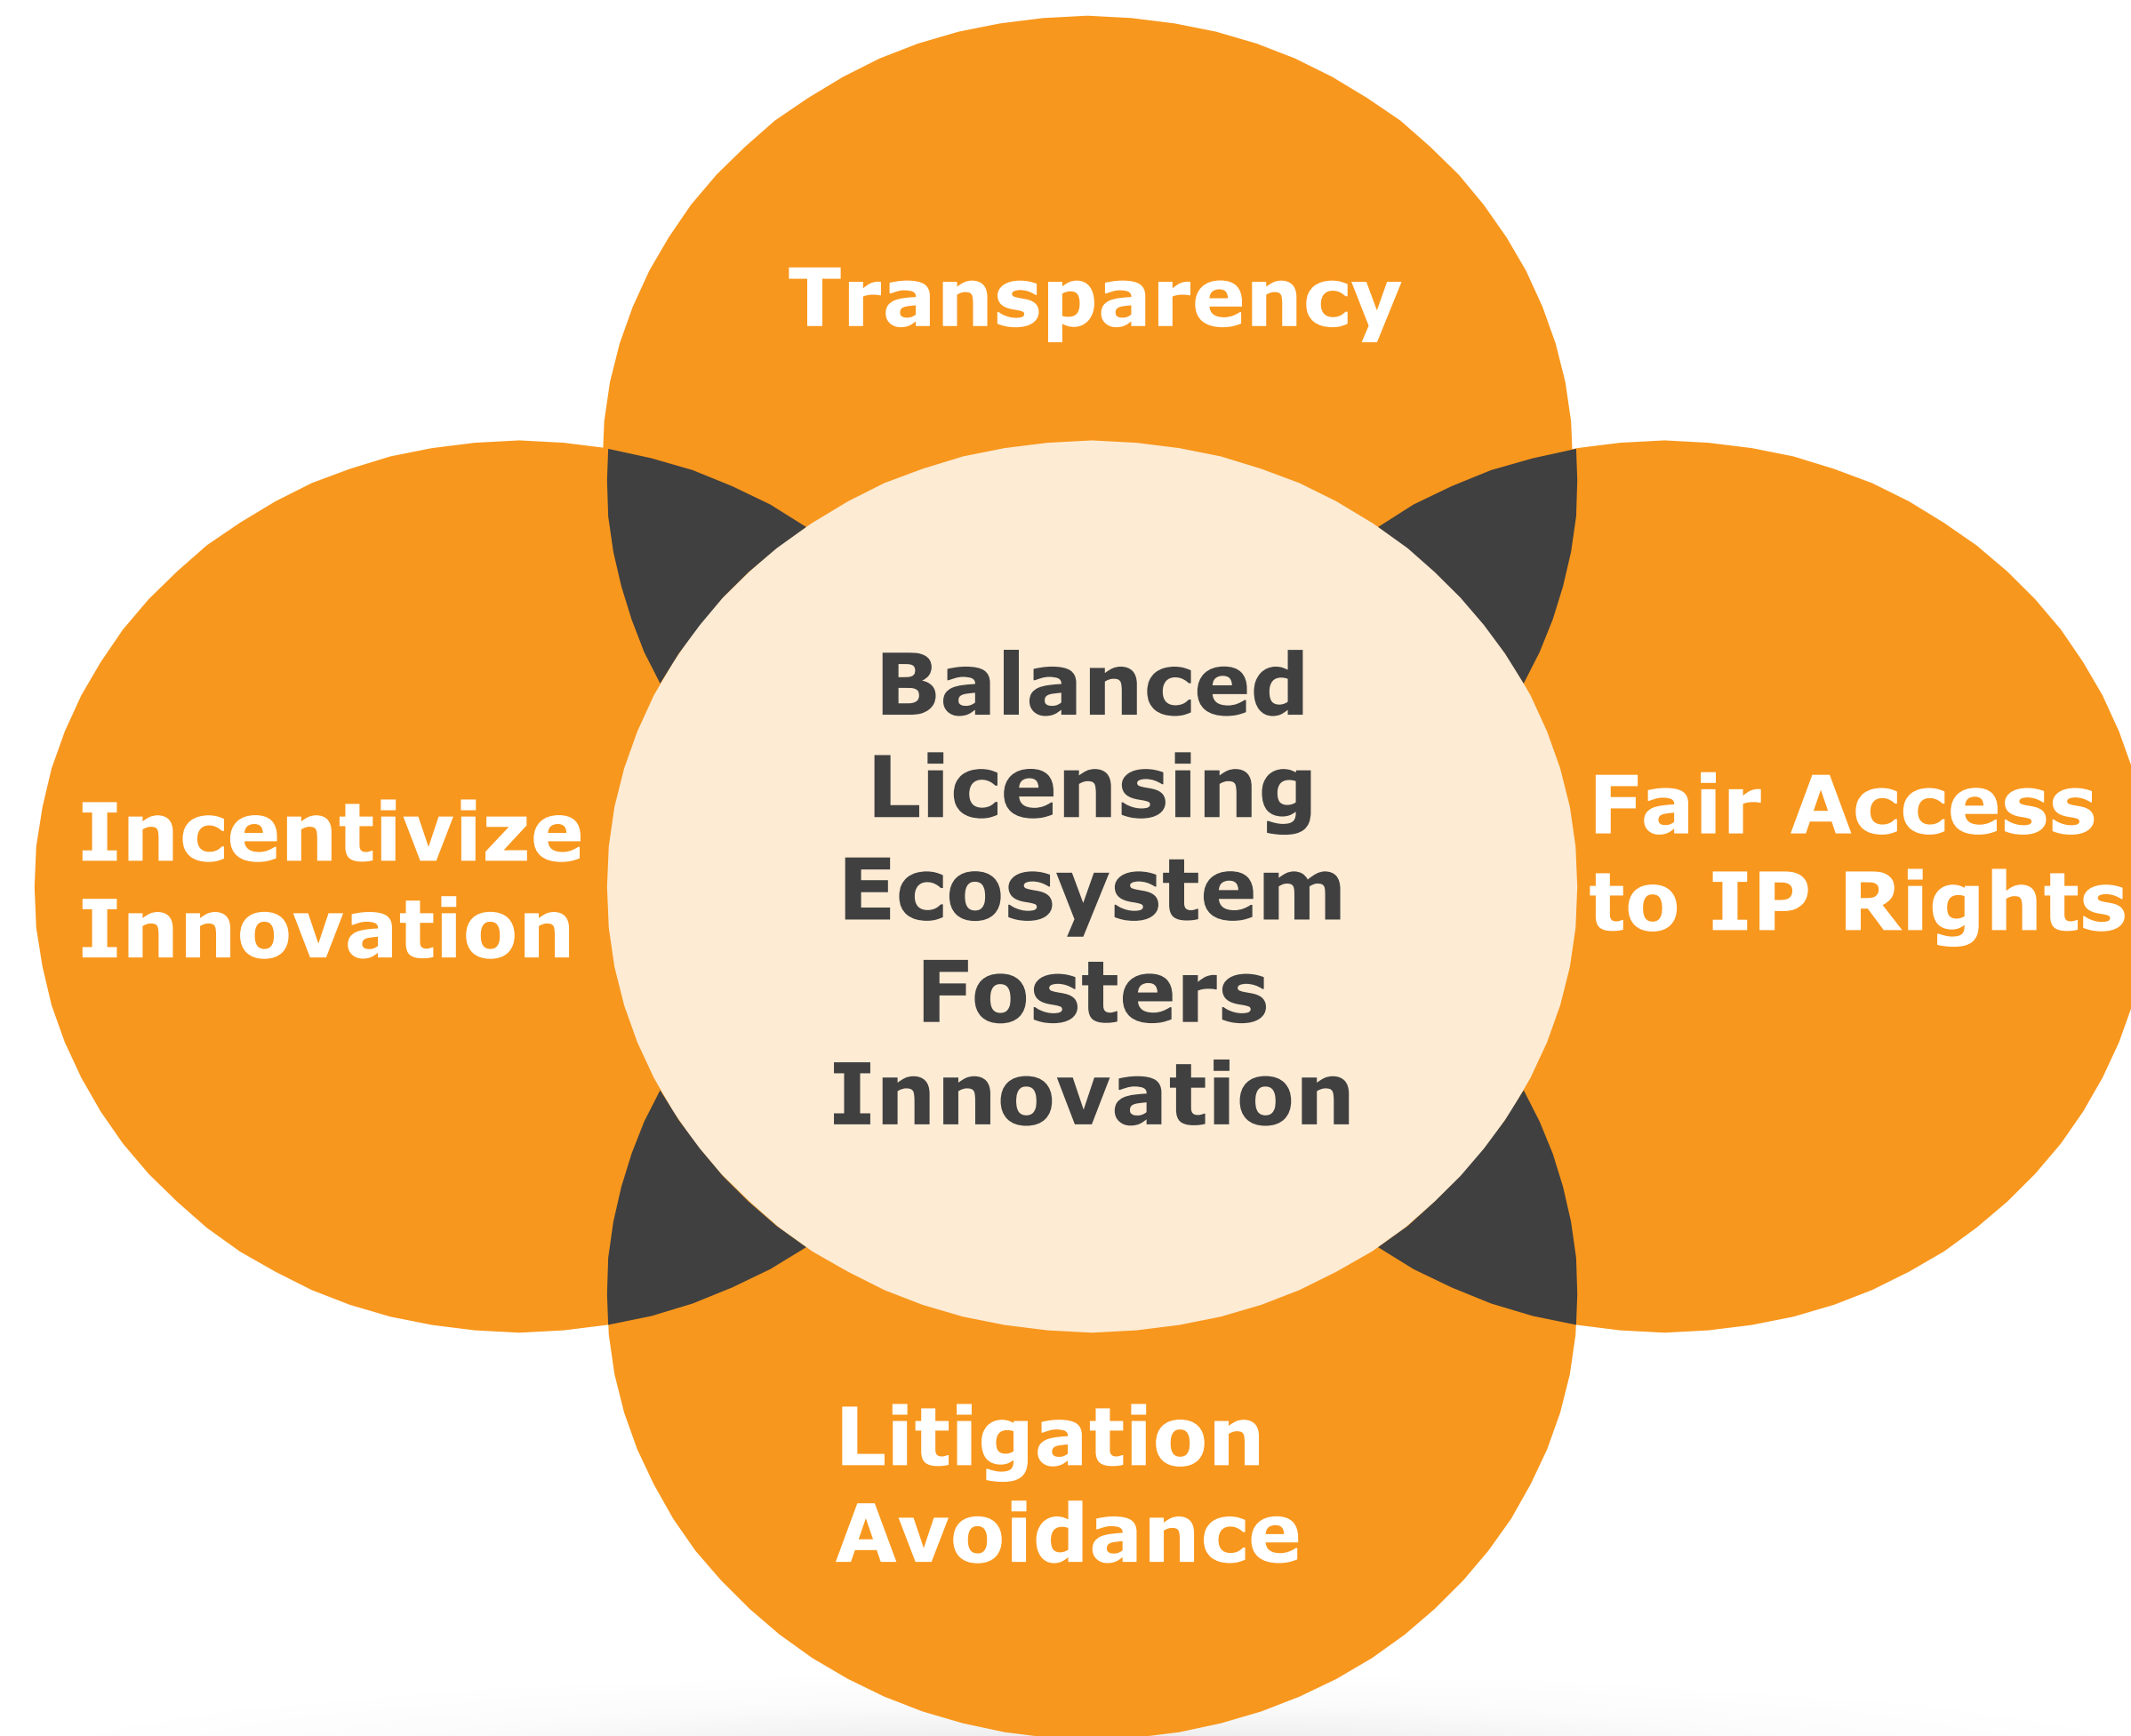 Transparency
Incentivize
Innovation
Balanced
Licensing
Ecosystem
Fosters
Innovation
Fair Access
to IP Rights
Litigation
Avoidance